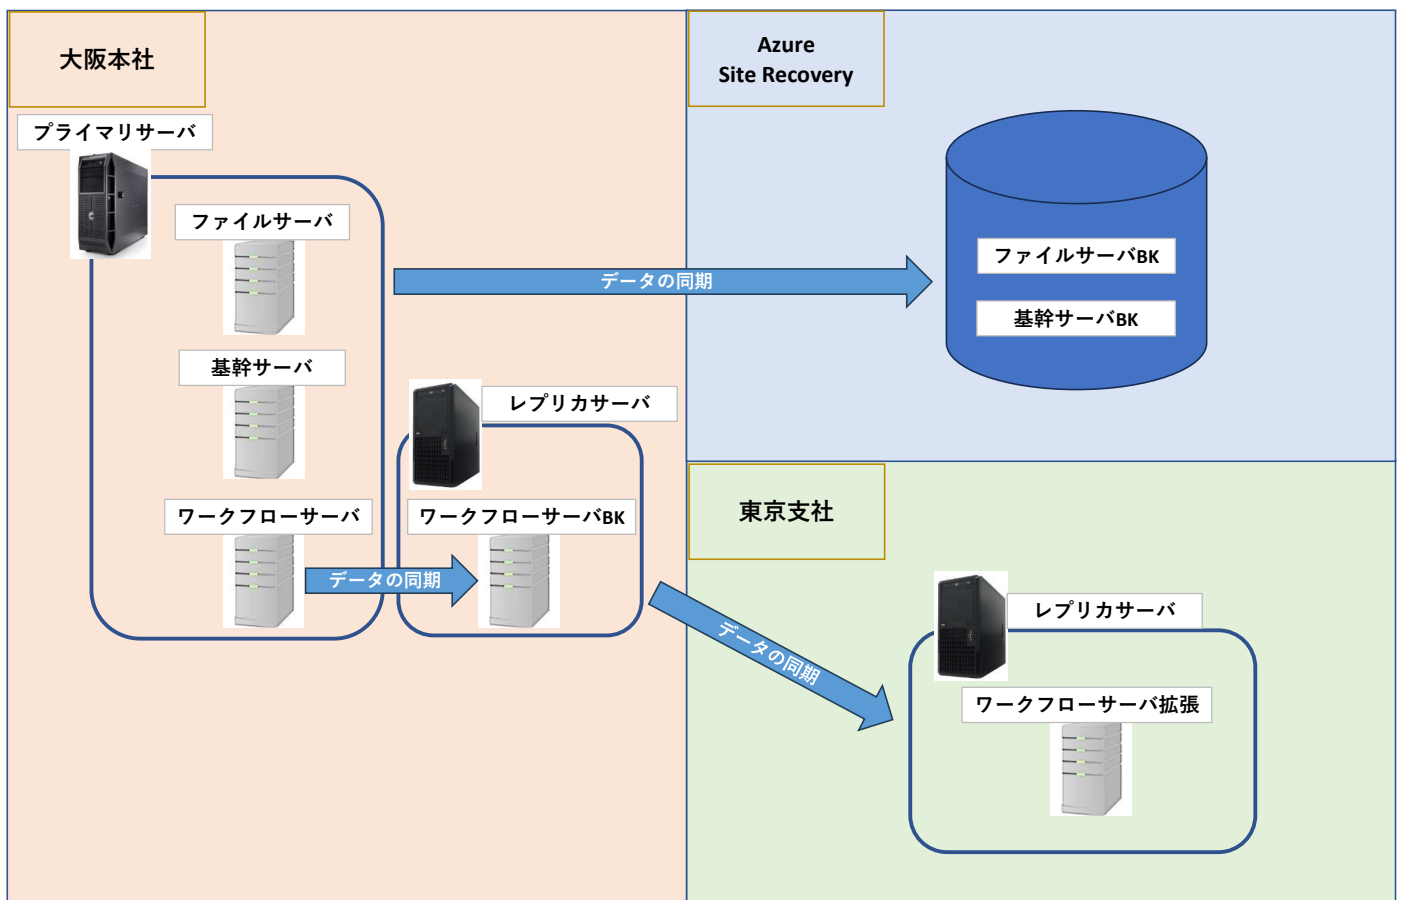 大阪本社
プライマリサーバ
ファイルサーバ
データの同期
基幹サーバ
レプリカサーバ
ワークフローサーバ
ワークフローサーバBK
データの同期
Azure
Site Recovery
ファイルサーバBK
基幹サーバBK
東京支社
データの同期
レプリカサーバ
ワークフローサーバ拡張